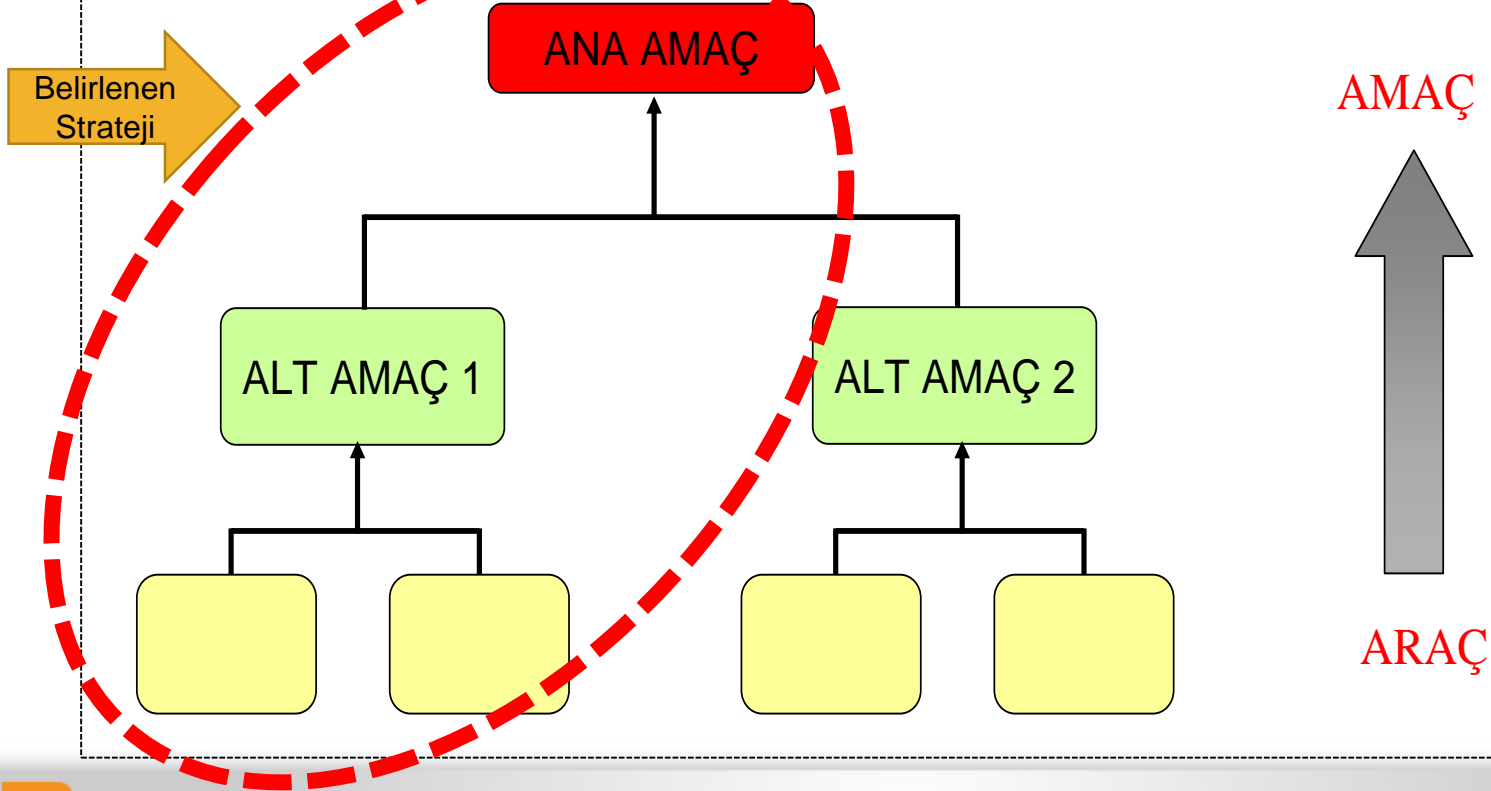 ANA AMAÇ
Belirlenen
Strateji
AMAÇ
ALT AMAÇ 1
ALT AMAÇ 2
ARAÇ